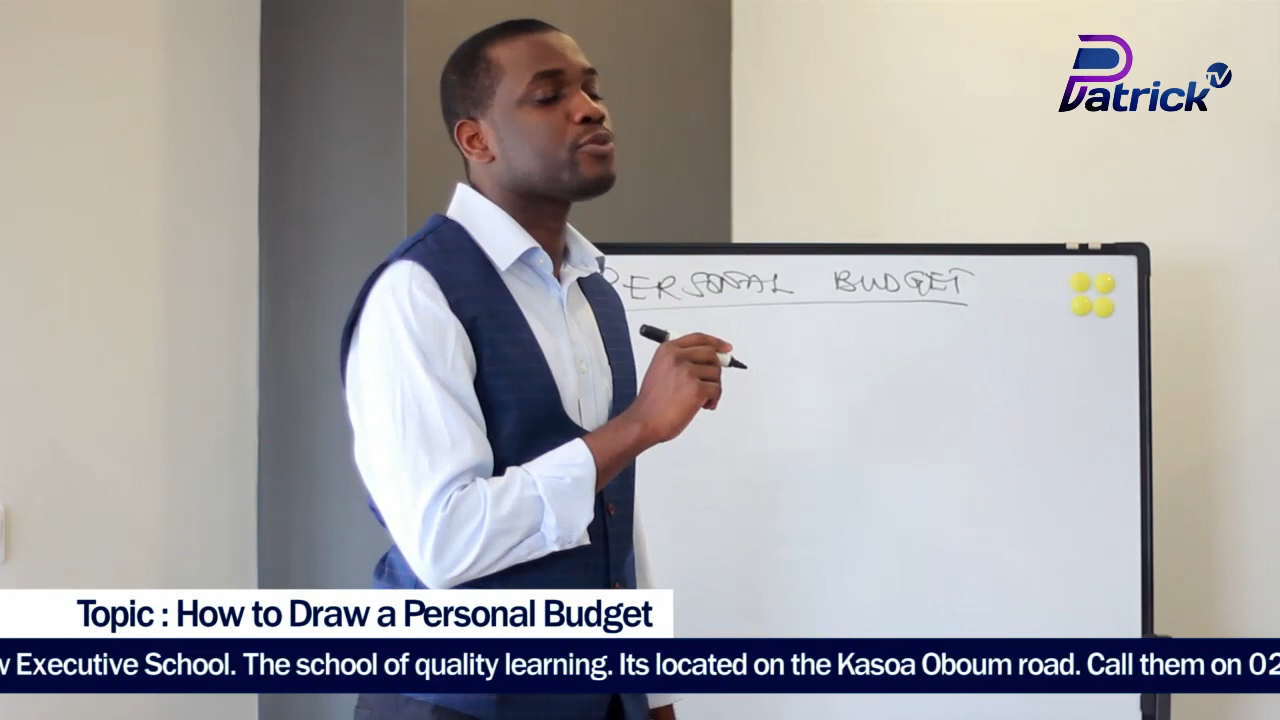 Patrick TV
PERSONAL BUDGET
Topic : How to Draw a Personal Budget
w Executive School. The school of quality learning. Its located on the Kasoa Oboum road. Call them on 02